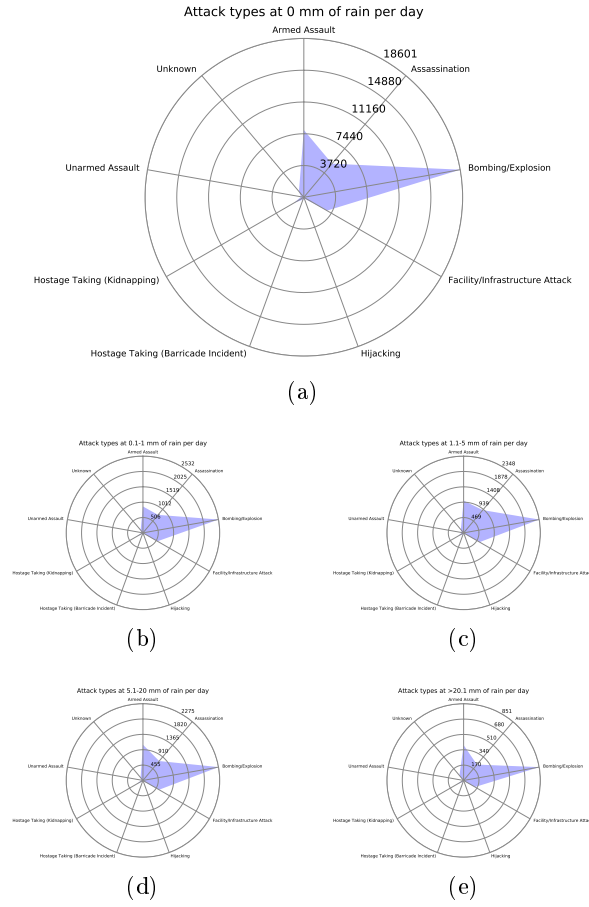 Attack types at 0 mm of rain per day
Armed Assault
18601
Unknown
Assassination
14880
11160
7440
3720
Unarmed Assault
Bombing/Explosion
Hostage Taking (Kidnapping)
Facility/Infrastructure Attack
Hostage Taking (Barricade Incident)
Hijacking
(a)
Attack types at 0.1-1 mm of rain per day
Armed Assault
2532
Unknown
Assassination
2025
1519
1012
506
Unarmed Assault
Bombing/Explosion
Hostage Taking (Kidnapping)
Facility/Infrastructure Attack
Hostage Taking (Barricade Incident)
Hijacking
(b)
Attack types at 1.1-5 mm of rain per day
Armed Assault
2348
Unknown
Assassination
1878
1408
939
469
Unarmed Assault
Bombing/Explosion
Hostage Taking (Kidnapping)
Facility/Infrastructure Atta
Hostage Taking (Barricade Incident)
Hijacking
(c)
Attack types at 5.1-20 mm of rain per day
Armed Assault
2275
Unknown
Assassination
1820
1365
910
455
Unarmed Assault
Bombing/Explosion
Hostage Taking (Kidnapping)
Facility/Infrastructure Attack
Hostage Taking (Barricade Incident)
Hijacking
(d)
Attack types at >20.1 mm of rain per day
Armed Assault
851
Unknown
Assassination
680
510
340
170
Unarmed Assault
Bombing/Explosion
Hostage Taking (Kidnapping)
Facility/Infrastructure Atta
Hostage Taking (Barricade Incident)
Hijacking
(e)